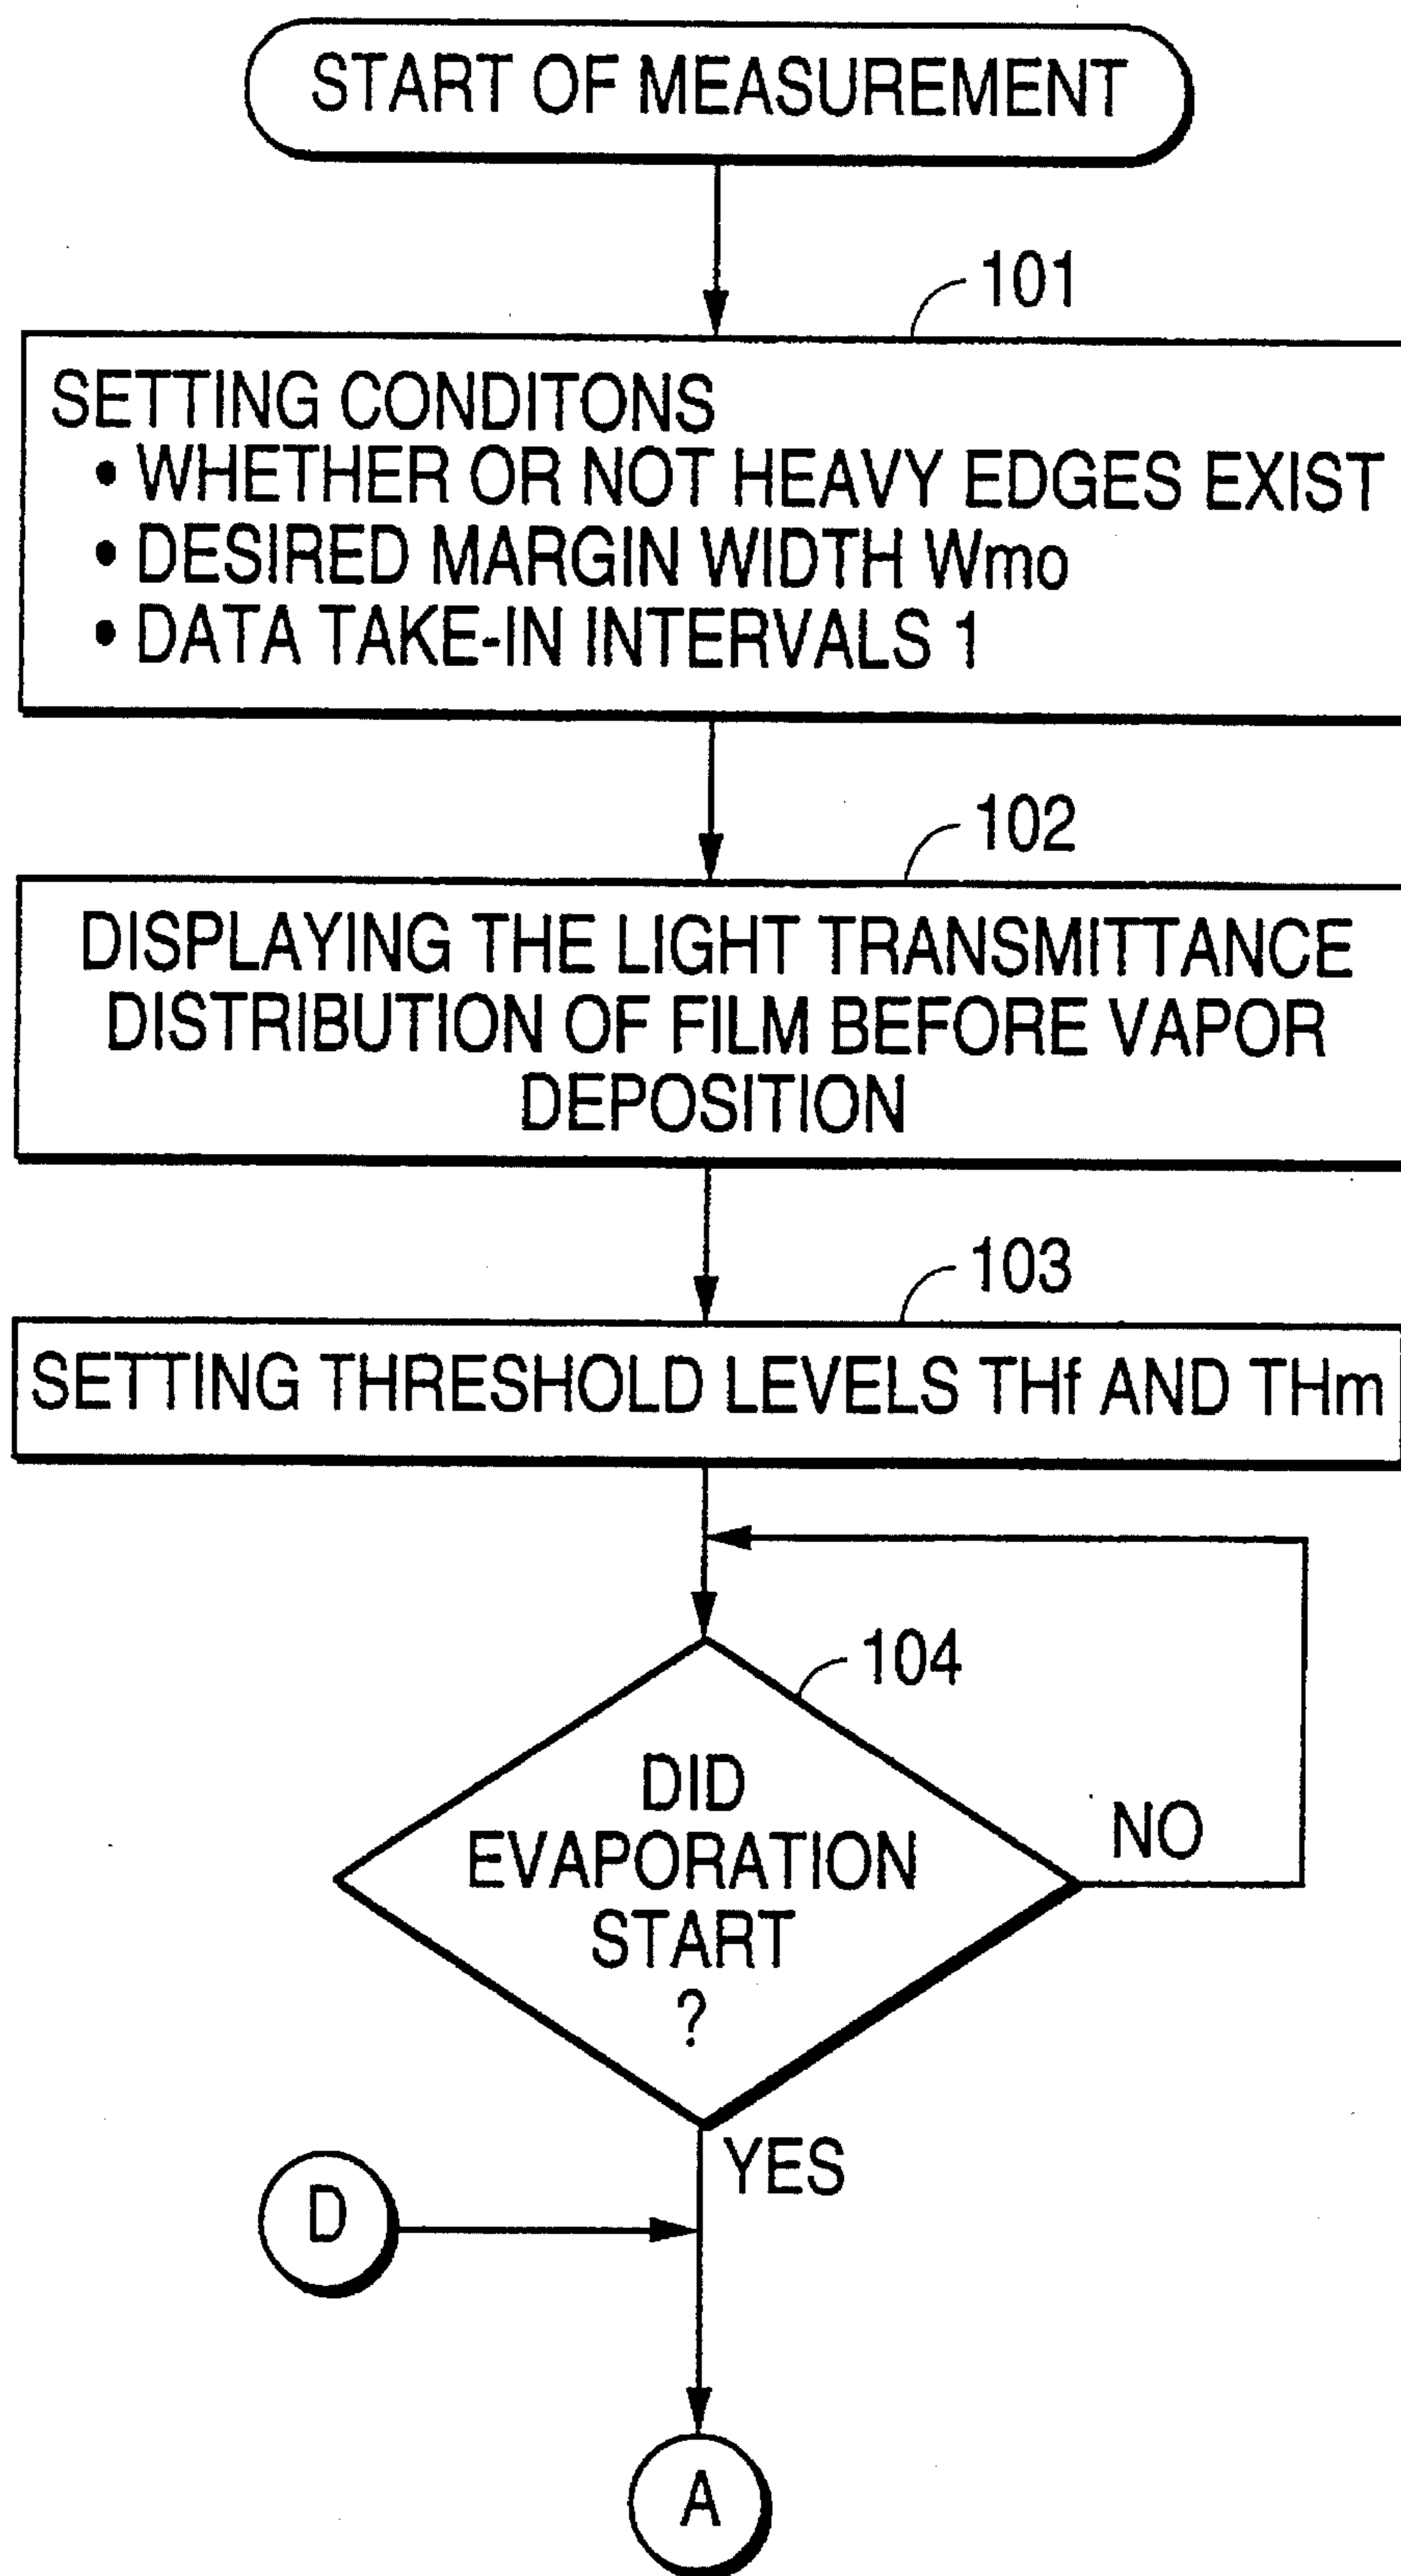 START OF MEASUREMENT
101
SETTING CONDITONS
• WHETHER OR NOT HEAVY EDGES EXIST
• DESIRED MARGIN WIDTH Wmo
• DATA TAKE-IN INTERVALS 1
102
DISPLAYING THE LIGHT TRANSMITTANCE
DISTRIBUTION OF FILM BEFORE VAPOR
DEPOSITION
103
SETTING THRESHOLD LEVELS THf AND THm
104
DID
EVAPORATION
START
?
NO
YES
D
A